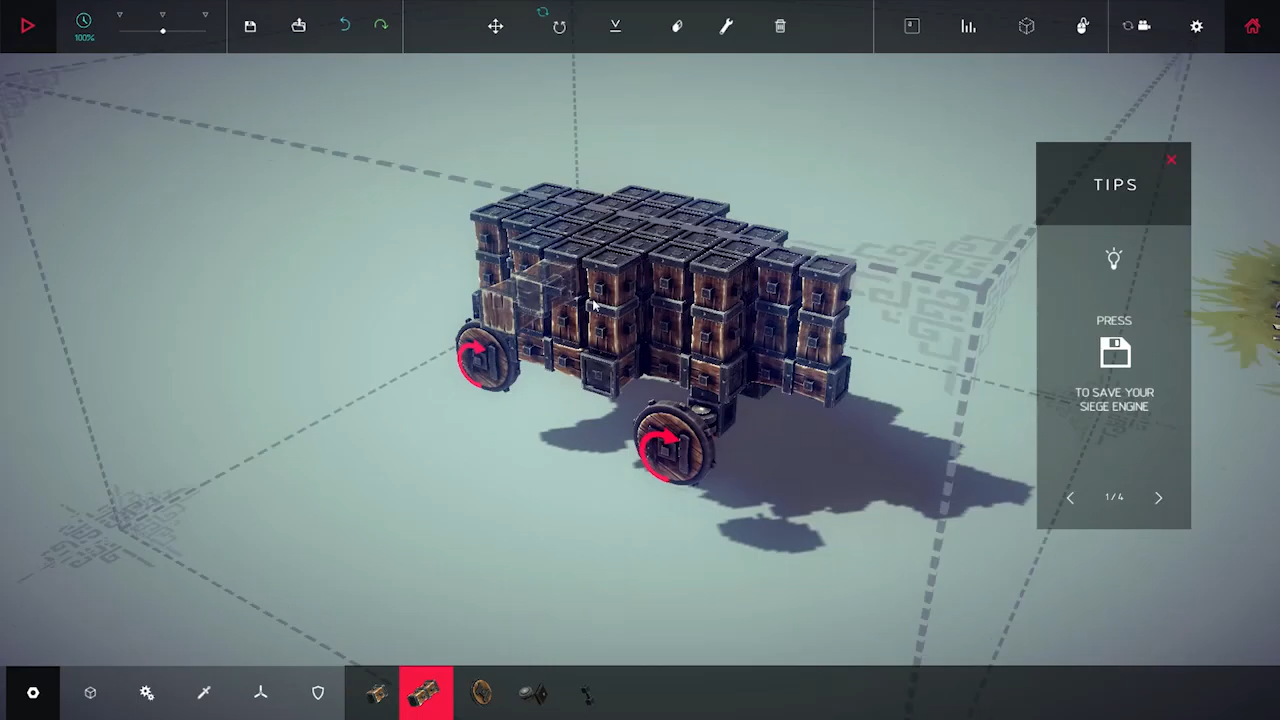 100%
TIPS
PRESS
TO SAVE YOUR
SIEGE ENGINE
1/4